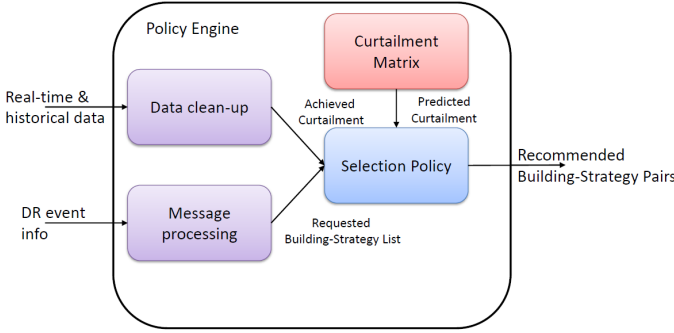 Policy Engine
Curtailment
Matrix
Real-time &
historical data
Data clean-up
Achieved
Curtailment
Predicted
Curtailment
Selection Policy
Recommended
Building-Strategy Pairs
DR event
info
Message
processing
Requested
Building-Strategy List